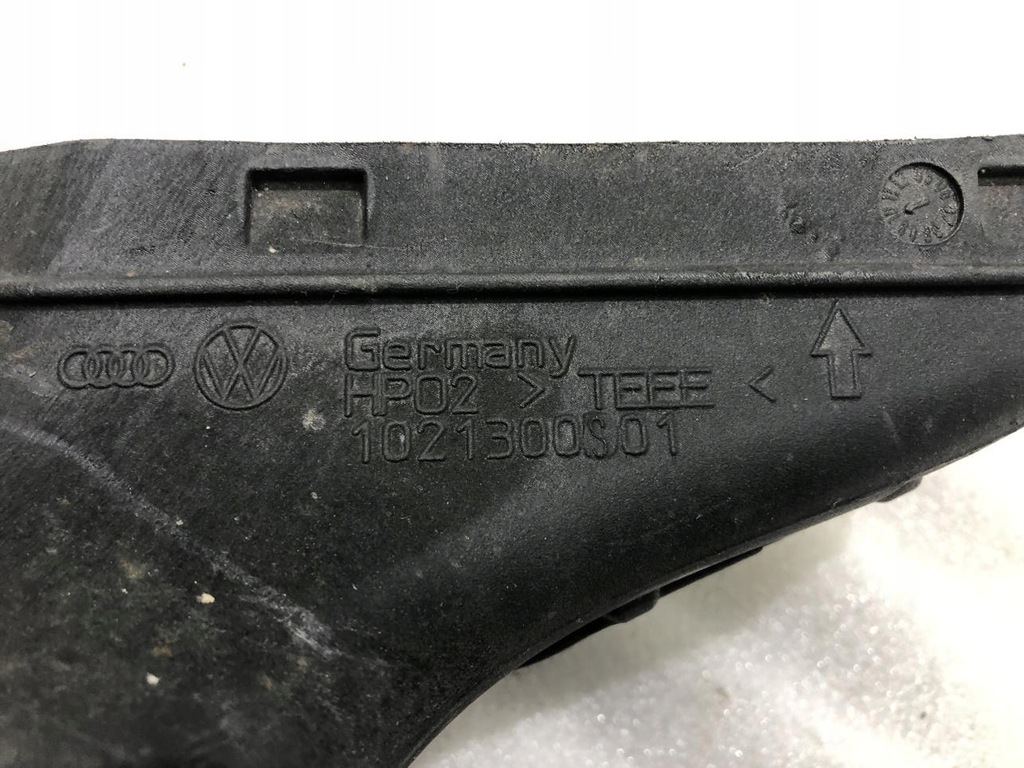 Germany
HP02 > TEEE <
1021300S01